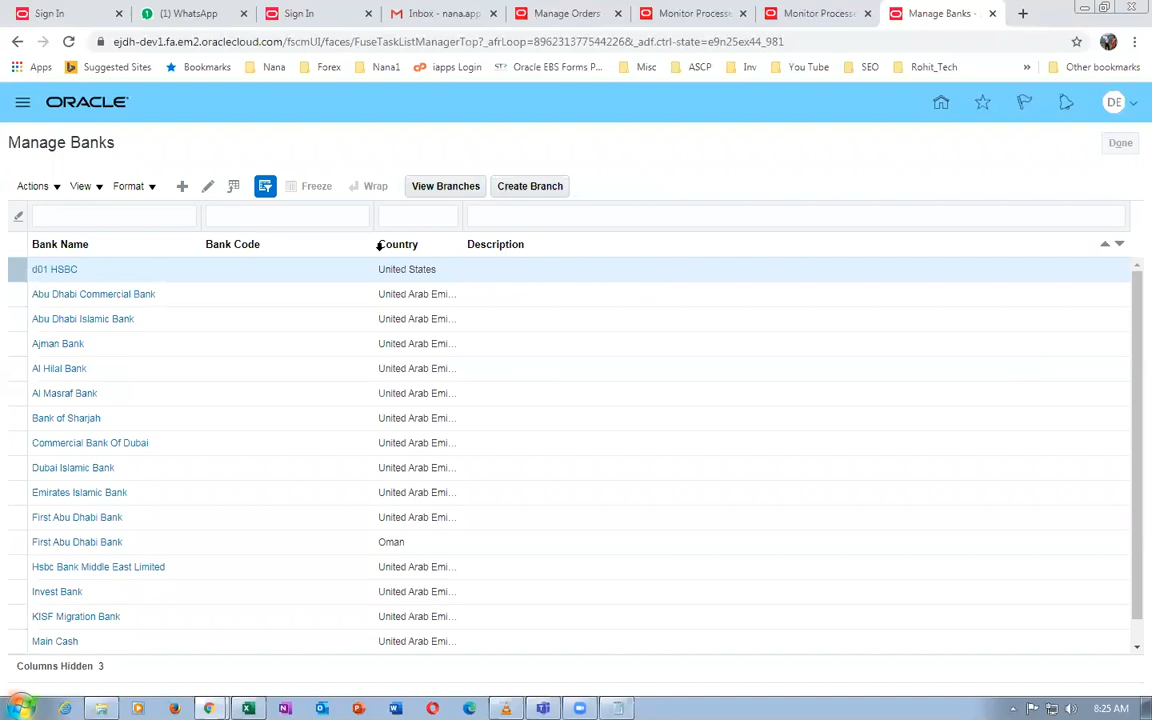 Sign In
(1) WhatsApp
Sign In
Inbox - nana.app
Manage Orders
Monitor Processe
Monitor Processe
Manage Banks -
ejdh-dev1.fa.em2.oraclecloud.com/fscmUI/faces/FuseTaskListManagerTop?_afrLoop=896231377544226&_adf.ctrl-state=e9n25ex44_981
Apps
Suggested Sites
Bookmarks
Nana
Forex
Nana1
iapps Login
Oracle EBS Forms P...
Misc
ASCP
Inv
You Tube
SEO
Rohit_Tech
»
Other bookmarks
ORACLE
DE
Manage Banks
Done
Actions
View
Format
Freeze
Wrap
View Branches
Create Branch
Bank Name Bank Code Country Description
d01 HSBC United States
Abu Dhabi Commercial Bank United Arab Emi...
Abu Dhabi Islamic Bank United Arab Emi...
Ajman Bank United Arab Emi...
Al Hilal Bank United Arab Emi...
Al Masraf Bank United Arab Emi...
Bank of Sharjah United Arab Emi...
Commercial Bank Of Dubai United Arab Emi...
Dubai Islamic Bank United Arab Emi...
Emirates Islamic Bank United Arab Emi...
First Abu Dhabi Bank United Arab Emi...
First Abu Dhabi Bank Oman
Hsbc Bank Middle East Limited United Arab Emi...
Invest Bank United Arab Emi...
KISF Migration Bank United Arab Emi...
Main Cash United Arab Emi...
Columns Hidden 3
8:25 AM